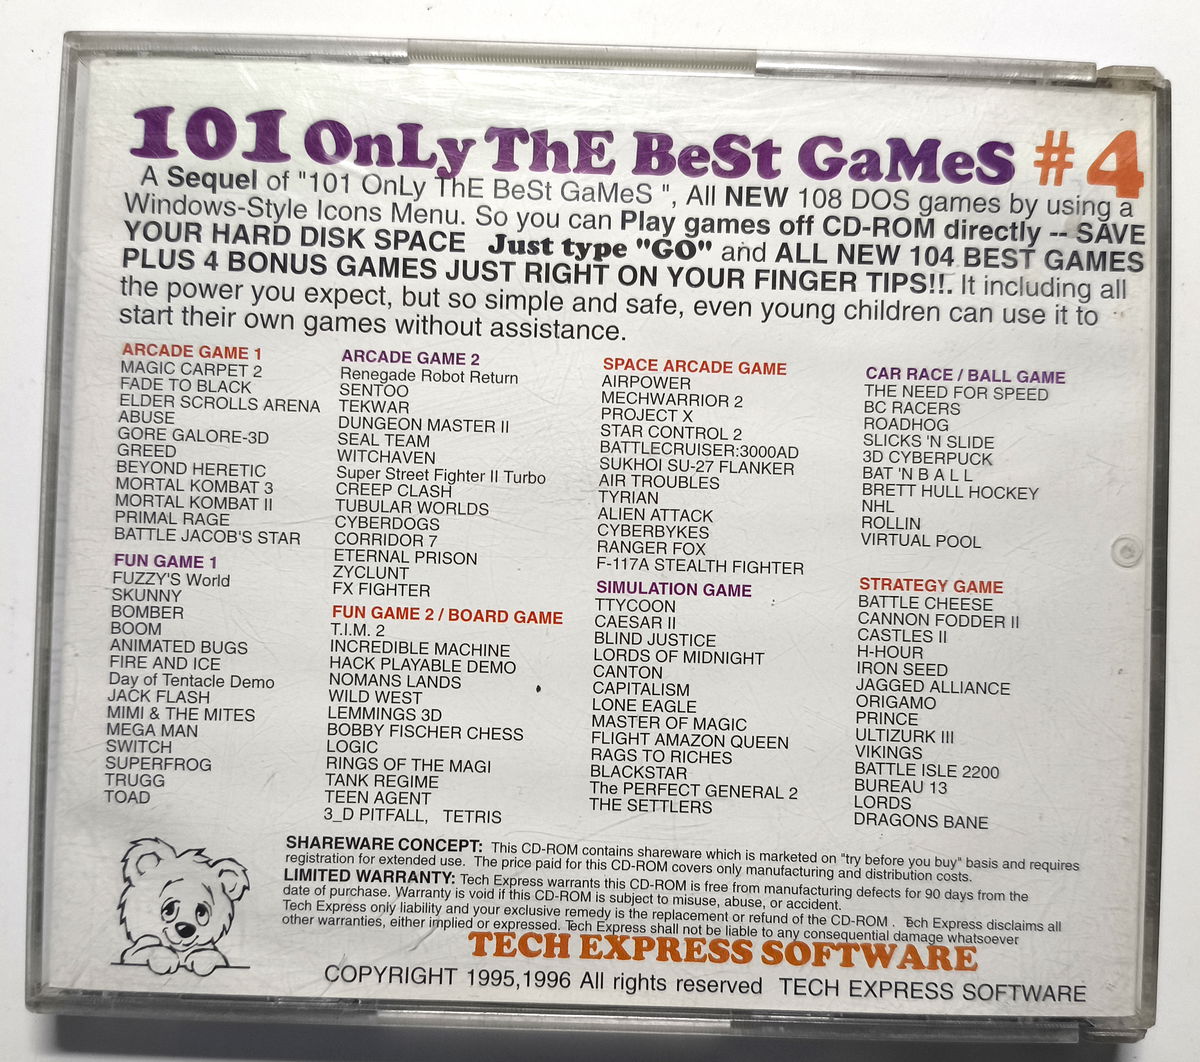 101 OnLy ThE BeSt GaMeS #4
A Sequel of "101 OnLy ThE BeSt GaMeS ", All NEW 108 DOS games by using a
Windows-Style Icons Menu. So you can Play games off CD-ROM directly -- SAVE
YOUR HARD DISK SPACE Just type "GO" and ALL NEW 104 BEST GAMES
PLUS 4 BONUS GAMES JUST RIGHT ON YOUR FINGER TIPS!!. It including all
the power you expect, but so simple and safe, even young children can use it to
start their own games without assistance.
ARCADE GAME 1
MAGIC CARPET 2
FADE TO BLACK
ELDER SCROLLS ARENA
ABUSE
GORE GALORE-3D
GREED
BEYOND HERETIC
MORTAL KOMBAT 3
MORTAL KOMBAT II
PRIMAL RAGE
BATTLE JACOB'S STAR
FUN GAME 1
FUZZY'S World
SKUNNY
BOMBER
BOOM
ANIMATED BUGS
FIRE AND ICE
Day of Tentacle Demo
JACK FLASH
MIMI & THE MITES
MEGA MAN
SWITCH
SUPERFROG
TRUGG
TOAD
ARCADE GAME 2
Renegade Robot Return
SENTOO
TEKWAR
DUNGEON MASTER II
SEAL TEAM
WITCHAVEN
Super Street Fighter II Turbo
CREEP CLASH
TUBULAR WORLDS
CYBERDOGS
CORRIDOR 7
ETERNAL PRISON
ZYCLUNT
FX FIGHTER
FUN GAME 2 / BOARD GAME
T.I.M. 2
INCREDIBLE MACHINE
HACK PLAYABLE DEMO
NOMANS LANDS
WILD WEST
LEMMINGS 3D
BOBBY FISCHER CHESS
LOGIC
RINGS OF THE MAGI
TANK REGIME
TEEN AGENT
3_D PITFALL, TETRIS
SPACE ARCADE GAME
AIRPOWER
MECHWARRIOR 2
PROJECT X
STAR CONTROL 2
BATTLECRUISER:3000AD
SUKHOI SU-27 FLANKER
AIR TROUBLES
TYRIAN
ALIEN ATTACK
CYBERBYKES
RANGER FOX
F-117A STEALTH FIGHTER
SIMULATION GAME
TTYCOON
CAESAR II
BLIND JUSTICE
LORDS OF MIDNIGHT
CANTON
CAPITALISM
LONE EAGLE
MASTER OF MAGIC
FLIGHT AMAZON QUEEN
RAGS TO RICHES
BLACKSTAR
The PERFECT GENERAL 2
THE SETTLERS
CAR RACE / BALL GAME
THE NEED FOR SPEED
BC RACERS
ROADHOG
SLICKS 'N SLIDE
3D CYBERPUCK
BAT 'N B A L L
BRETT HULL HOCKEY
NHL
ROLLIN
VIRTUAL POOL
STRATEGY GAME
BATTLE CHEESE
CANNON FODDER II
CASTLES II
H-HOUR
IRON SEED
JAGGED ALLIANCE
ORIGAMO
PRINCE
ULTIZURK III
VIKINGS
BATTLE ISLE 2200
BUREAU 13
LORDS
DRAGONS BANE
SHAREWARE CONCEPT: This CD-ROM contains shareware which is marketed on "try before you buy" basis and requires
registration for extended use. The price paid for this CD-ROM covers only manufacturing and distribution costs.
LIMITED WARRANTY: Tech Express warrants this CD-ROM is free from manufacturing defects for 90 days from the
date of purchase. Warranty is void if this CD-ROM is subject to misuse, abuse, or accident.
Tech Express only liability and your exclusive remedy is the replacement or refund of the CD-ROM . Tech Express disclaims all
other warranties, either implied or expressed. Tech Express shall not be liable to any consequential damage whatsoever
TECH EXPRESS SOFTWARE
COPYRIGHT 1995,1996 All rights reserved TECH EXPRESS SOFTWARE